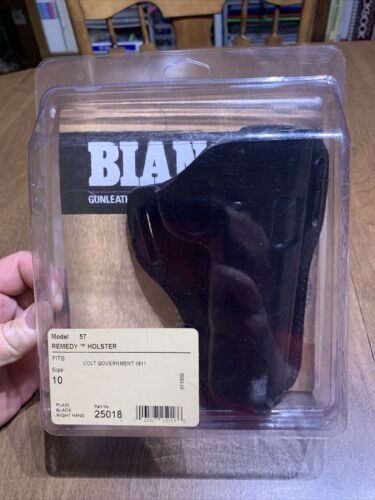 BIAN
GUNLEATH
Model 57
REMEDY ™ HOLSTER
FITS:
COLT GOVERNMENT 1911
Size:
10
PLAIN
BLACK
RIGHT HAND
Part No.
25018